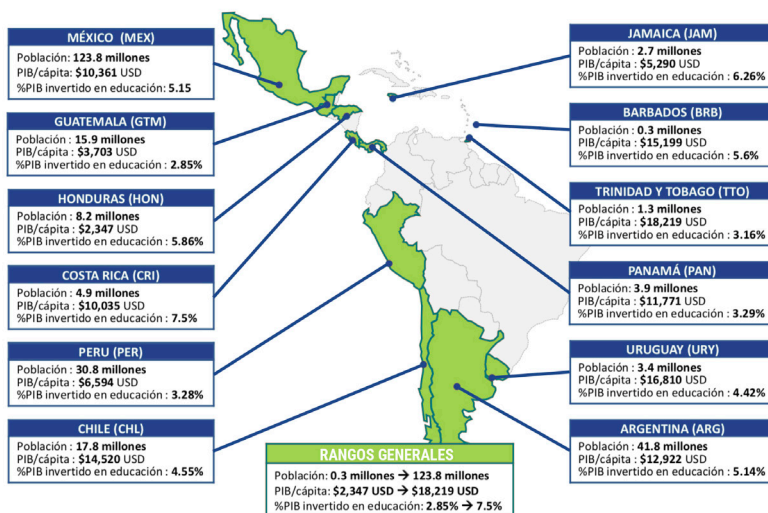 MÉXICO (MEX)
Población: 123.8 millones
PIB/cápita: $10,361 USD
%PIB invertido en educación: 5.15
GUATEMALA (GTM)
Población : 15.9 millones
PIB/cápita : $3,703 USD
%PIB invertido en educación : 2.85%
HONDURAS (HON)
Población : 8.2 millones
PIB/cápita : $2,347 USD
%PIB invertido en educación : 5.86%
COSTA RICA (CRI)
Población : 4.9 millones
PIB/cápita : $10,035 USD
%PIB invertido en educación : 7.5%
PERU (PER)
Población : 30.8 millones
PIB/cápita : $6,594 USD
%PIB invertido en educación : 3.28%
CHILE (CHL)
Población : 17.8 millones
PIB/cápita : $14,520 USD
%PIB invertido en educación : 4.55%
JAMAICA (JAM)
Población : 2.7 millones
PIB/cápita : $5,290 USD
%PIB invertido en educación : 6.26%
BARBADOS (BRB)
Población : 0.3 millones
PIB/cápita : $15,199 USD
%PIB invertido en educación : 5.6%
TRINIDAD Y TOBAGO (TTO)
Población : 1.3 millones
PIB/cápita : $18,219 USD
%PIB invertido en educación : 3.16%
PANAMÁ (PAN)
Población: 3.9 millones
PIB/cápita : $11,771 USD
%PIB invertido en educación : 3.29%
URUGUAY (URY)
Población : 3.4 millones
PIB/cápita : $16,810 USD
%PIB invertido en educación : 4.42%
ARGENTINA (ARG)
Población : 41.8 millones
PIB/cápita : $12,922 USD
%PIB invertido en educación : 5.14%
RANGOS GENERALES
Población: 0.3 millones → 123.8 millones
PIB/cápita: $2,347 USD → $18,219 USD
%PIB invertido en educación: 2.85% → 7.5%